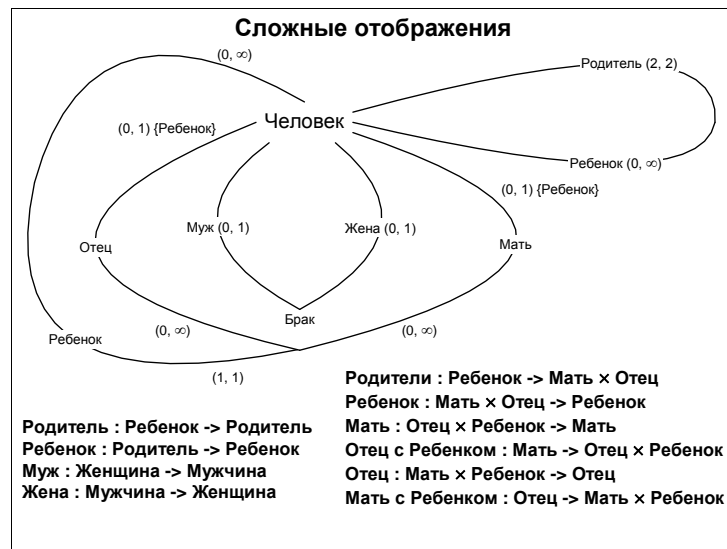 Сложные отображения
(0, ∞)
Родитель (2, 2)
Человек
(0, 1) {Ребенок}
Ребенок (0, ∞)
(0, 1) {Ребенок}
Муж (0, 1)
Жена (0, 1)
Отец
Мать
Брак
(0, ∞)
(0, ∞)
Ребенок
(1, 1)
Родитель : Ребенок -> Родитель
Ребенок : Родитель -> Ребенок
Муж : Женщина -> Мужчина
Жена : Мужчина -> Женщина
Родители : Ребенок -> Мать × Отец
Ребенок : Мать × Отец -> Ребенок
Мать : Отец × Ребенок -> Мать
Отец с Ребенком : Мать -> Отец × Ребенок
Отец : Мать × Ребенок -> Отец
Мать с Ребенком : Отец -> Мать × Ребенок